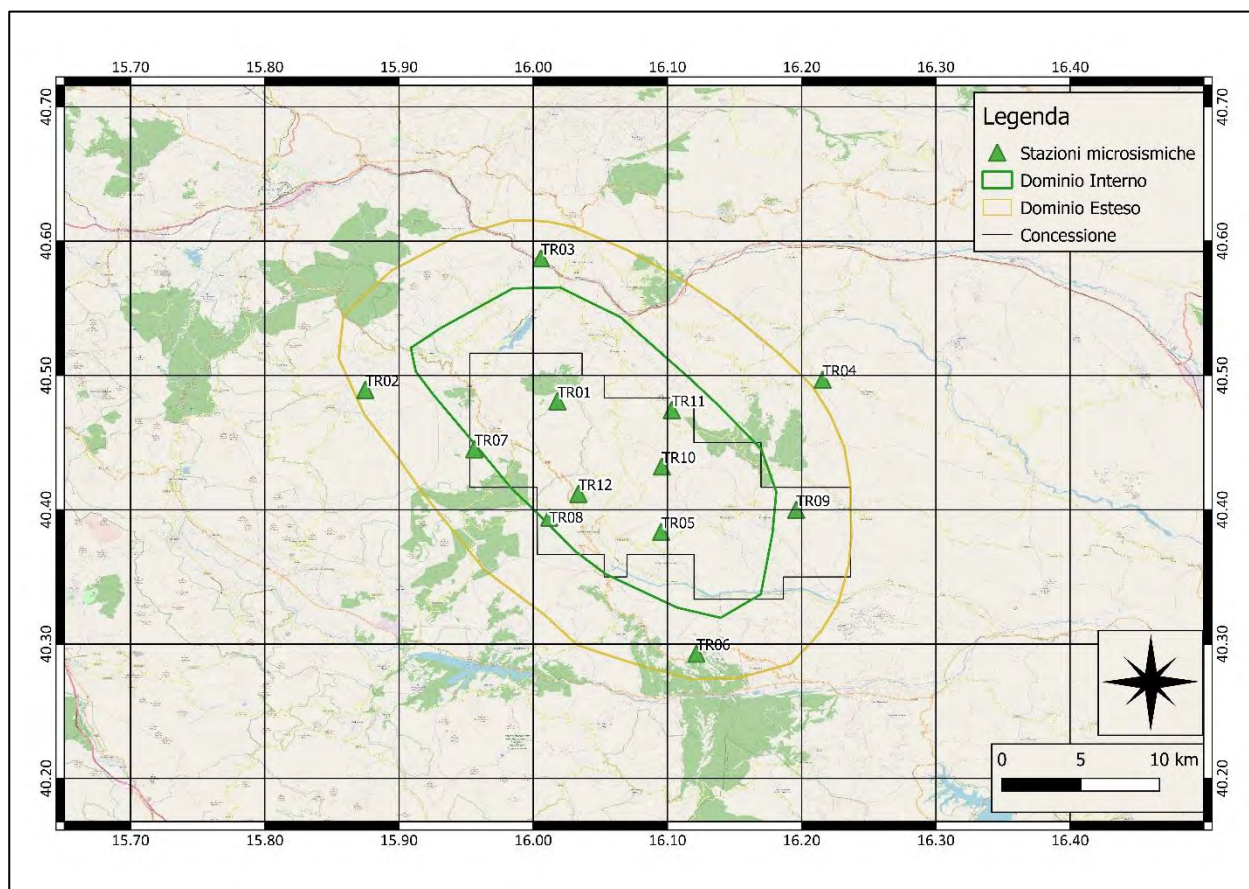 15.70 15.80 15.90 16.00 16.10 16.20 16.30 16.40
40.70
40.70
Legenda
Stazioni microsismiche
Dominio Interno
Dominio Esteso
Concessione
40.60
40.60
TR03
40.50
40.50
TR02
TR04
TR01
TR11
TR07
TR10
TR12
TR09
40.40
40.40
TR08
TR05
40.30
40.30
TR06
0 5 10 km
40.20
40.20
15.70 15.80 15.90 16.00 16.10 16.20 16.30 16.40